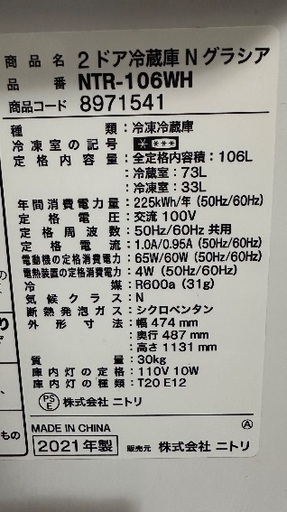 商品名 2ドア冷蔵庫Nグラシア
品番 NTR-106WH
商品コード 8971541
種類：冷凍冷蔵庫
冷凍室の記号：
定格内容積：全定格内容積：106L
冷蔵室：73L
冷凍室：33L
年間消費電力量：225kWh/年 (50Hz/60Hz)
定格電圧：交流 100V
定格周波数：50Hz/60Hz 共用
定格電流：1.0A/0.95A (50Hz/60Hz)
電動機の定格消費電力：65W/60W (50Hz/60Hz)
電熱装置の定格消費電力：4W (50Hz/60Hz)
冷媒：R600a (31g)
気候クラス：N
断熱発泡ガス：シクロペンタン
外形寸法：幅 474 mm
奥行 487 mm
高さ 1131 mm
質量：30kg
庫内灯の定格：110V 10W
庫内灯の種類：T20 E12
PSE 株式会社 ニトリ
MADE IN CHINA Ⓐ
2021年製 販売元 株式会社 ニトリ